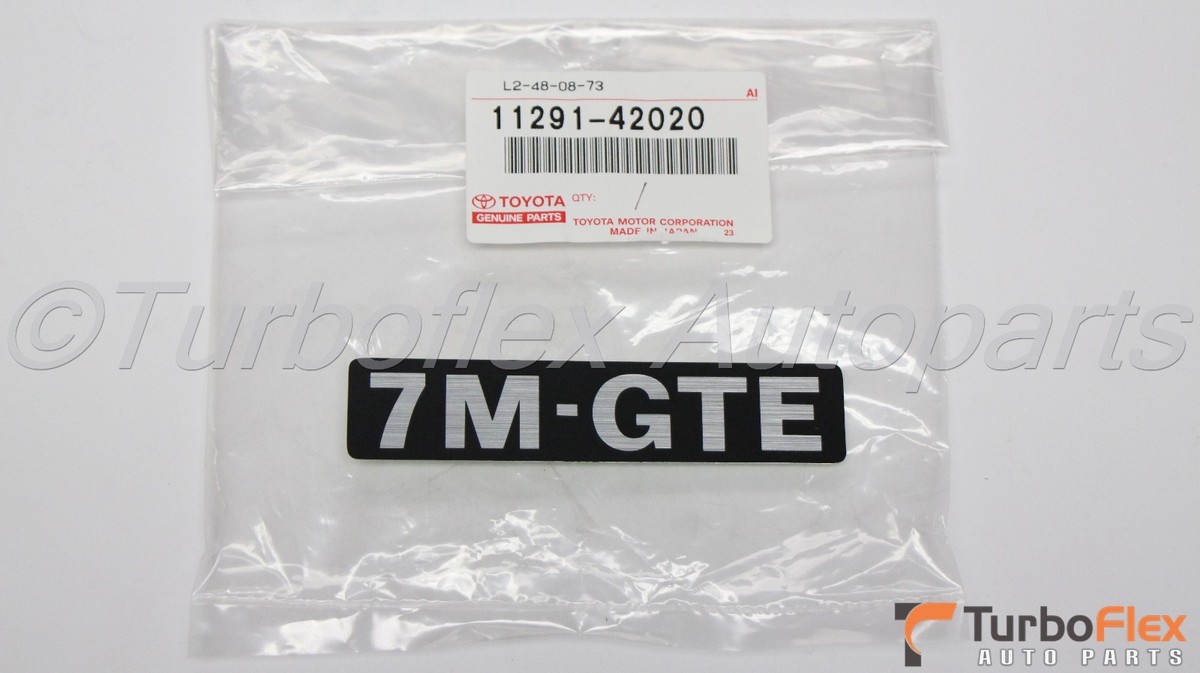 L2-48-08-73
AI
11291-42020
TOYOTA
GENUINE PARTS
QTY: 1
TOYOTA MOTOR CORPORATION
MADE IN JAPAN 23
©Turboflex Autoparts
7M-GTE
TurboFlex
AUTO PARTS